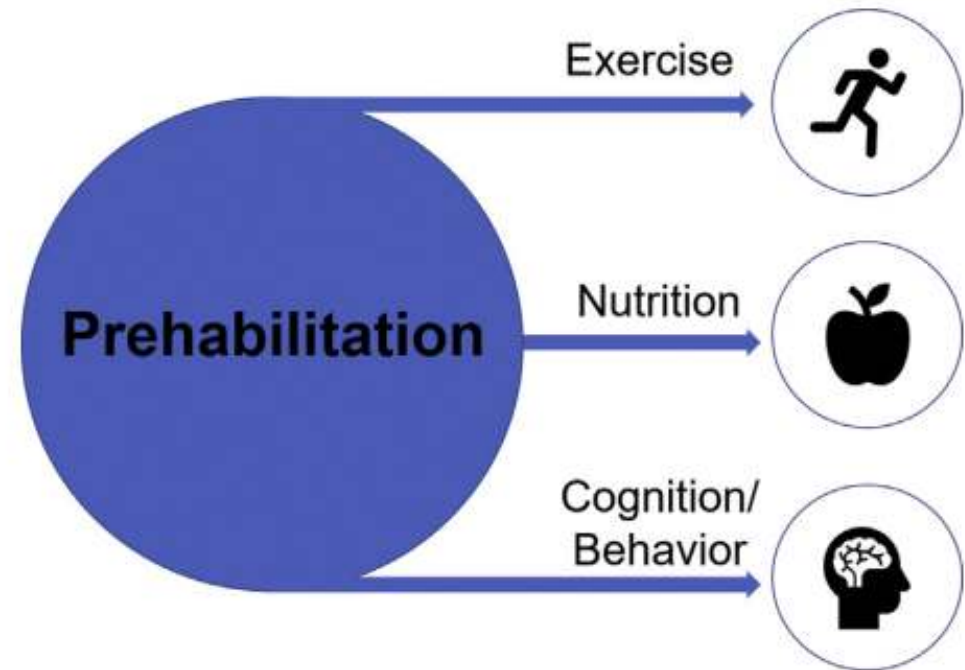 Exercise
Prehabilitation
Nutrition
Cognition/
Behavior